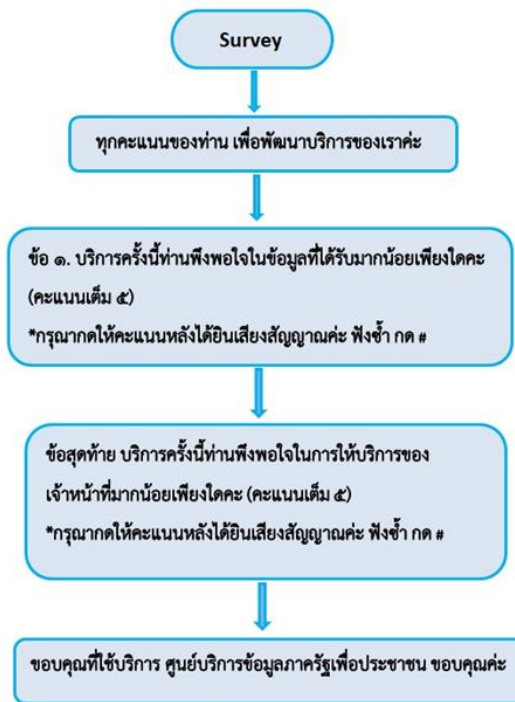 Survey
ทุกคะแนนของท่าน เพื่อพัฒนาบริการของเราค่ะ
ข้อ ๑. บริการครั้งนี้ท่านพึงพอใจในข้อมูลที่ได้รับมากน้อยเพียงใดคะ
(คะแนนเต็ม ๕)
*กรุณากดให้คะแนนหลังได้ยินเสียงสัญญาณค่ะ ฟังซ้ำ กด #
ข้อสุดท้าย บริการครั้งนี้ท่านพึงพอใจในการให้บริการของ
เจ้าหน้าที่มากน้อยเพียงใดคะ (คะแนนเต็ม ๕)
*กรุณากดให้คะแนนหลังได้ยินเสียงสัญญาณค่ะ ฟังซ้ำ กด #
ขอบคุณที่ใช้บริการ ศูนย์บริการข้อมูลภาครัฐเพื่อประชาชน ขอบคุณค่ะ